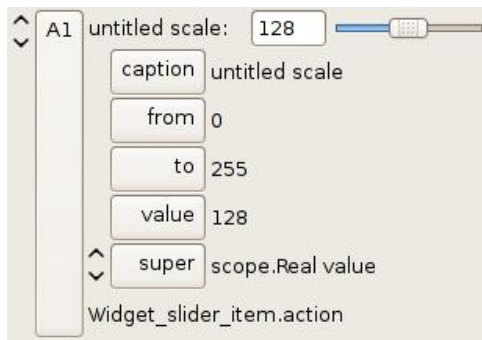 A1 untitled scale: 128
caption untitled scale
from 0
to 255
value 128
super scope.Real value
Widget_slider_item.action